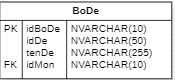 BoDe
PK idBoDe NVARCHAR(10)
idDe NVARCHAR(50)
tenDe NVARCHAR(255)
FK idMon NVARCHAR(10)